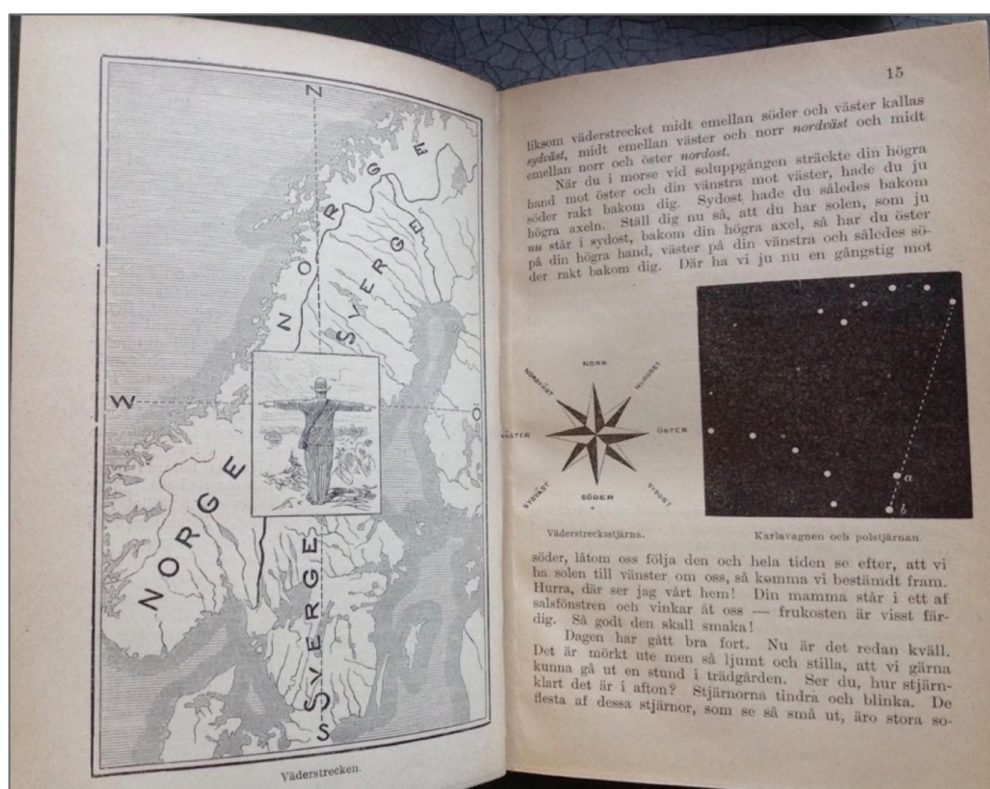 N
NORGE
SVERGE
W
Ö
NORGE
SVERGE
S
Väderstrecken.
15
liksom väderstrecket midt emellan söder och väster kallas
sydväst, midt emellan väster och norr nordväst och midt
emellan norr och öster nordost.
När du i morse vid soluppgången sträckte din högra
hand mot öster och din vänstra mot väster, hade du ju
söder rakt bakom dig. Sydost hade du således bakom
högra axeln. Ställ dig nu så, att du har solen, som ju
nu står i sydost, bakom din högra axel, så har du öster
på din högra hand, väster på din vänstra och således sö-
der rakt bakom dig. Där ha vi ju nu en gångstig mot
NORR
NORDVÄST
NORDOST
VÄSTER
ÖSTER
SYDVÄST
SÖDER
SYDOST
a
b
Väderstrecksstjärna.
Karlavagnen och polstjärnan.
söder, låtom oss följa den och hela tiden se efter, att vi
ha solen till vänster om oss, så komma vi bestämdt fram.
Hurra, där ser jag vårt hem! Din mamma står i ett af
salsfönstren och vinkar åt oss — frukosten är visst fär-
dig. Så godt den skall smaka!
Dagen har gått bra fort. Nu är det redan kväll.
Det är mörkt ute men så ljumt och stilla, att vi gärna
kunna gå ut en stund i trädgården. Ser du, hur stjärn-
klart det är i afton? Stjärnorna tindra och blinka. De
flesta af dessa stjärnor, som se så små ut, äro stora so-